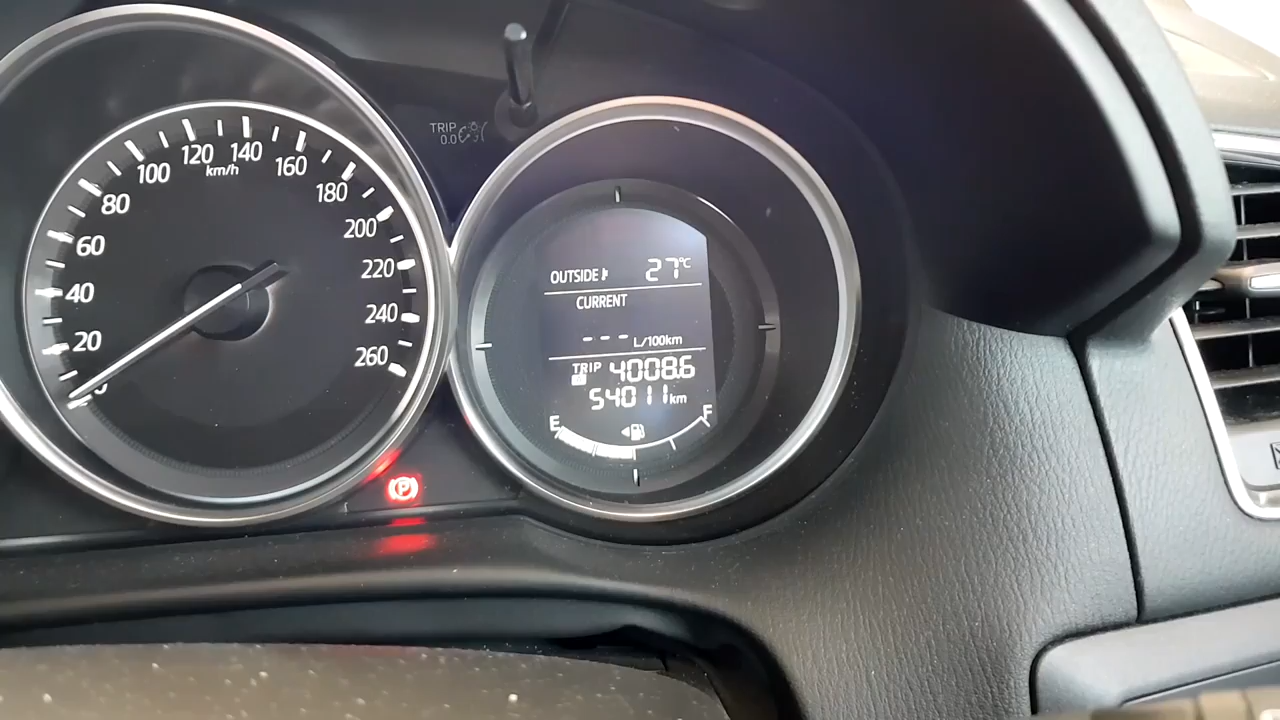 TRIP
0.0
20
40
60
80
100
120
140
160
180
200
220
240
260
km/h
0
P
OUTSIDE 27°C
CURRENT
--- L/100km
TRIP 4008.6
54011 km
E F